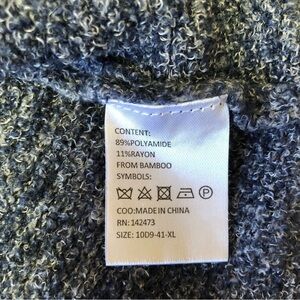 CONTENT:
89%POLYAMIDE
11%RAYON
FROM BAMBOO
SYMBOLS:
P
COO:MADE IN CHINA
RN: 142473
SIZE: 10D9-41-XL